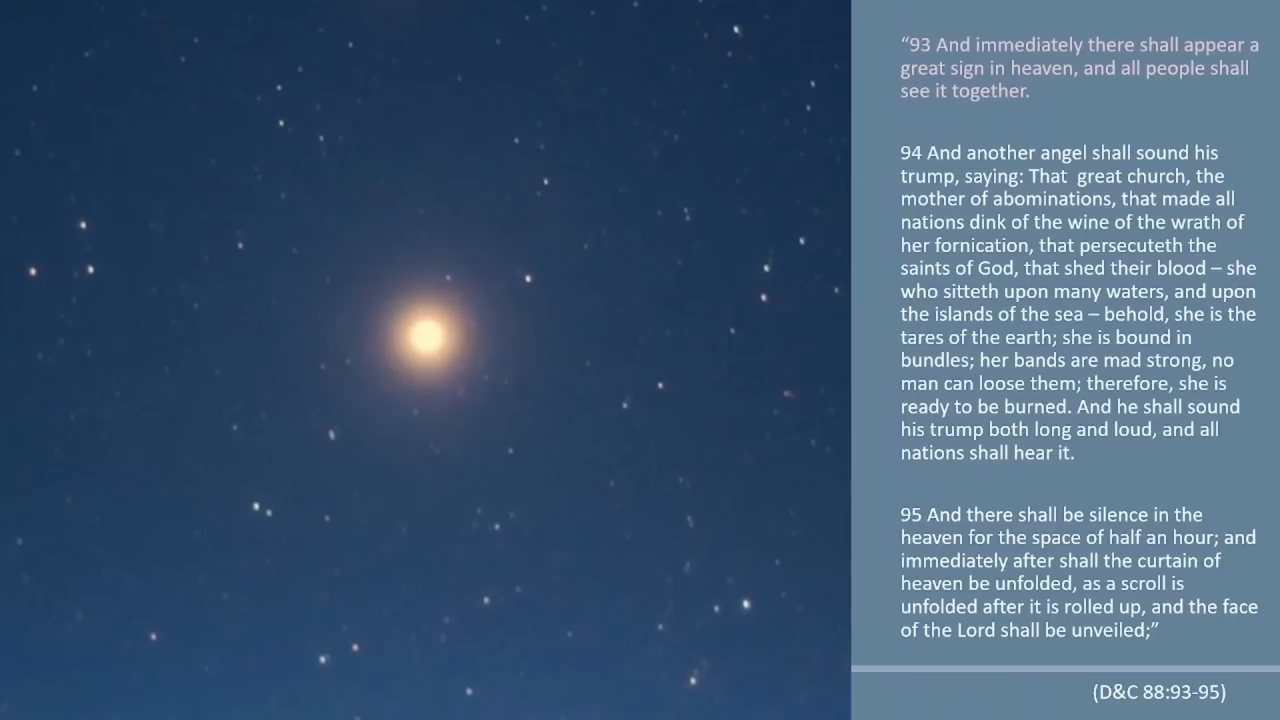 “93 And immediately there shall appear a
great sign in heaven, and all people shall
see it together.
94 And another angel shall sound his
trump, saying: That  great church, the
mother of abominations, that made all
nations dink of the wine of the wrath of
her fornication, that persecuteth the
saints of God, that shed their blood – she
who sitteth upon many waters, and upon
the islands of the sea – behold, she is the
tares of the earth; she is bound in
bundles; her bands are mad strong, no
man can loose them; therefore, she is
ready to be burned. And he shall sound
his trump both long and loud, and all
nations shall hear it.
95 And there shall be silence in the
heaven for the space of half an hour; and
immediately after shall the curtain of
heaven be unfolded, as a scroll is
unfolded after it is rolled up, and the face
of the Lord shall be unveiled;”
(D&C 88:93-95)